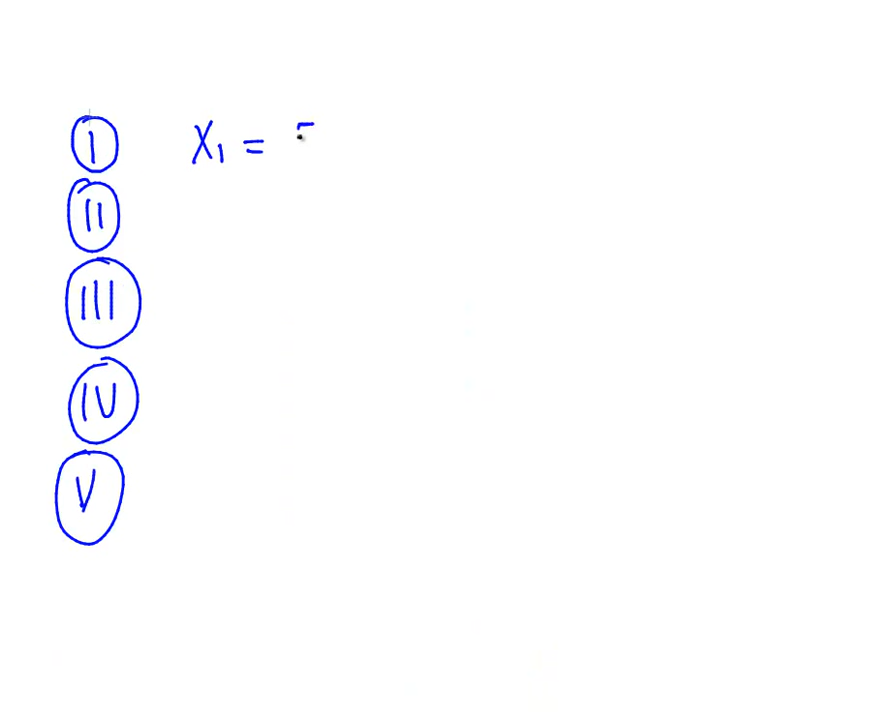 I X₁ =
II
III
IV
V